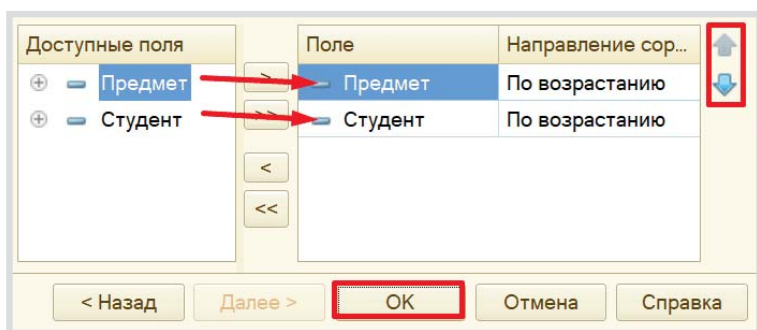 Доступные поля
Поле
Направление сор...
Предмет
>
Предмет
По возрастанию
Студент
>>
Студент
По возрастанию
<
<<
< Назад
Далее >
OK
Отмена
Справка